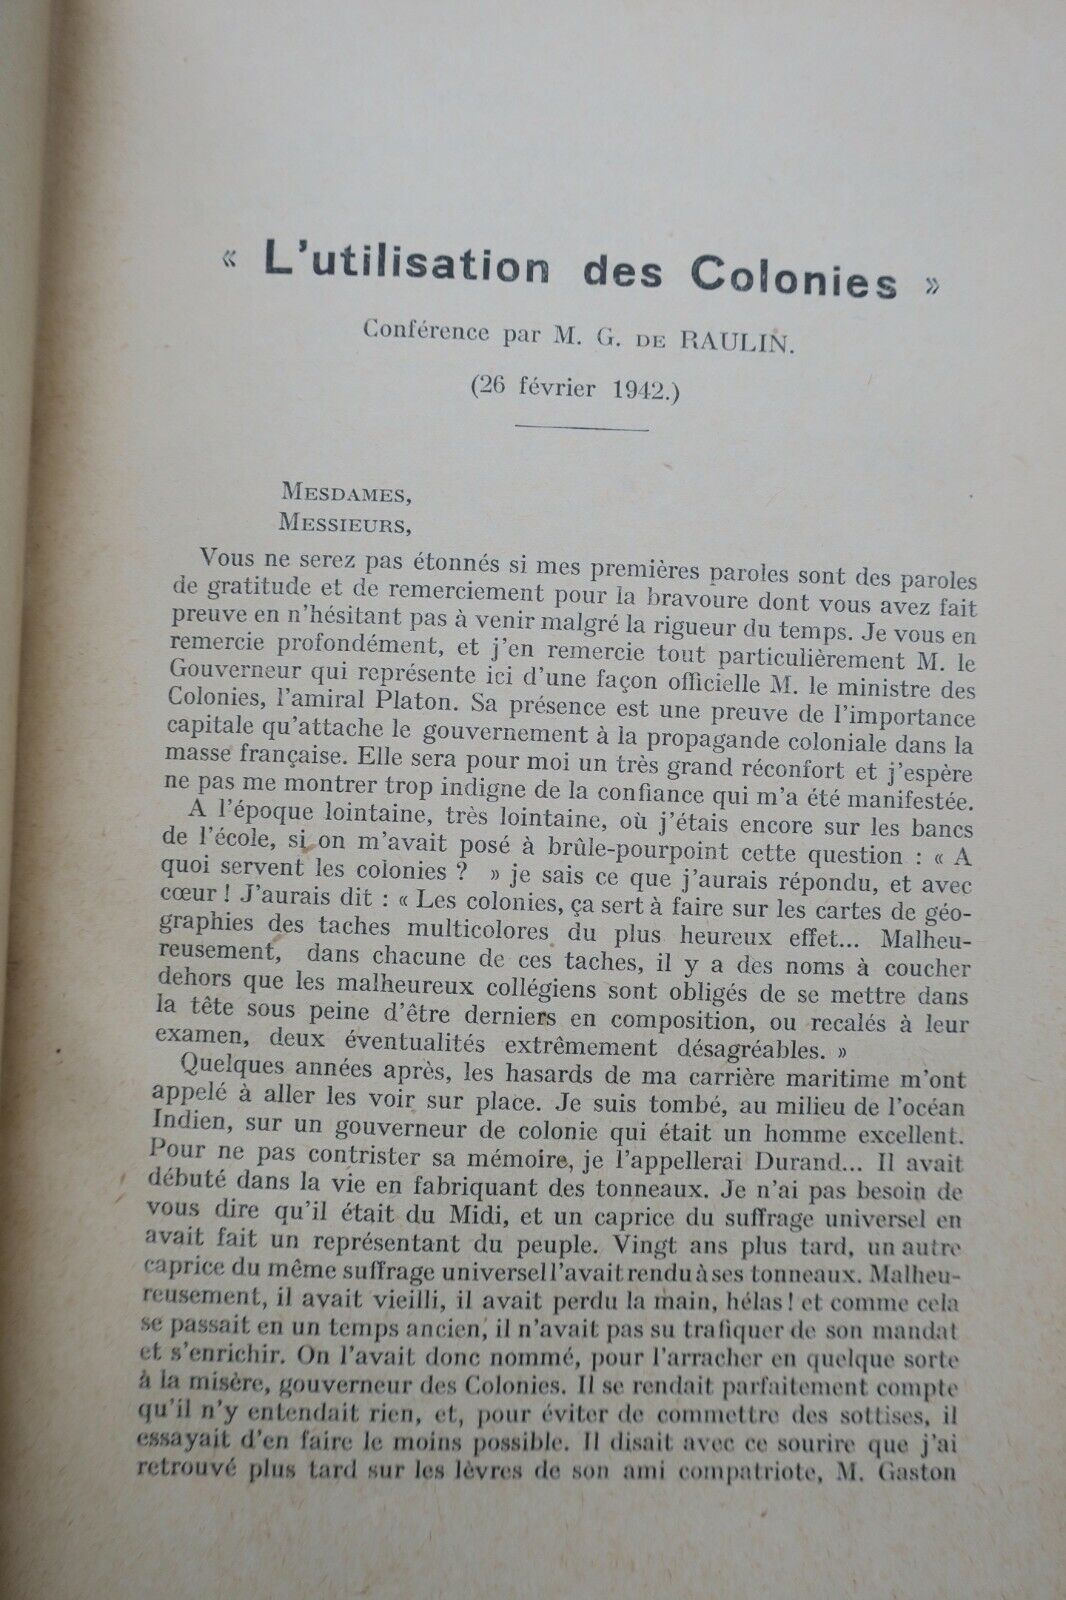 « L'utilisation des Colonies »
Conférence par M. G. DE RAULIN.
(26 février 1942.)
MESDAMES,
MESSIEURS,
Vous ne serez pas étonnés si mes premières paroles sont des paroles
de gratitude et de remerciement pour la bravoure dont vous avez fait
preuve en n'hésitant pas à venir malgré la rigueur du temps. Je vous en
remercie profondément, et j'en remercie tout particulièrement M. le
Gouverneur qui représente ici d'une façon officielle M. le ministre des
Colonies, l'amiral Platon. Sa présence est une preuve de l'importance
capitale qu'attache le gouvernement à la propagande coloniale dans la
masse française. Elle sera pour moi un très grand réconfort et j'espère
ne pas me montrer trop indigne de la confiance qui m'a été manifestée.
A l'époque lointaine, très lointaine, où j'étais encore sur les bancs
de l'école, si on m'avait posé à brûle-pourpoint cette question : « A
quoi servent les colonies ? » je sais ce que j'aurais répondu, et avec
cœur ! J'aurais dit : « Les colonies, ça sert à faire sur les cartes de géo-
graphies des taches multicolores du plus heureux effet... Malheu-
reusement, dans chacune de ces taches, il y a des noms à coucher
dehors que les malheureux collégiens sont obligés de se mettre dans
la tête sous peine d'être derniers en composition, ou recalés à leur
examen, deux éventualités extrêmement désagréables. »
Quelques années après, les hasards de ma carrière maritime m'ont
appelé à aller les voir sur place. Je suis tombé, au milieu de l'océan
Indien, sur un gouverneur de colonie qui était un homme excellent.
Pour ne pas contrister sa mémoire, je l'appellerai Durand... Il avait
débuté dans la vie en fabriquant des tonneaux. Je n'ai pas besoin de
vous dire qu'il était du Midi, et un caprice du suffrage universel en
avait fait un représentant du peuple. Vingt ans plus tard, un autre
caprice du même suffrage universel l'avait rendu à ses tonneaux. Malheu-
reusement, il avait vieilli, il avait perdu la main, hélas! et comme cela
se passait en un temps ancien, il n'avait pas su trafiquer de son mandat
et s'enrichir. On l'avait donc nommé, pour l'arracher en quelque sorte
à la misère, gouverneur des Colonies. Il se rendait parfaitement compte
qu'il n'y entendait rien, et, pour éviter de commettre des sottises, il
essayait d'en faire le moins possible. Il disait avec ce sourire que j'ai
retrouvé plus tard sur les lèvres de son ami compatriote, M. Gaston